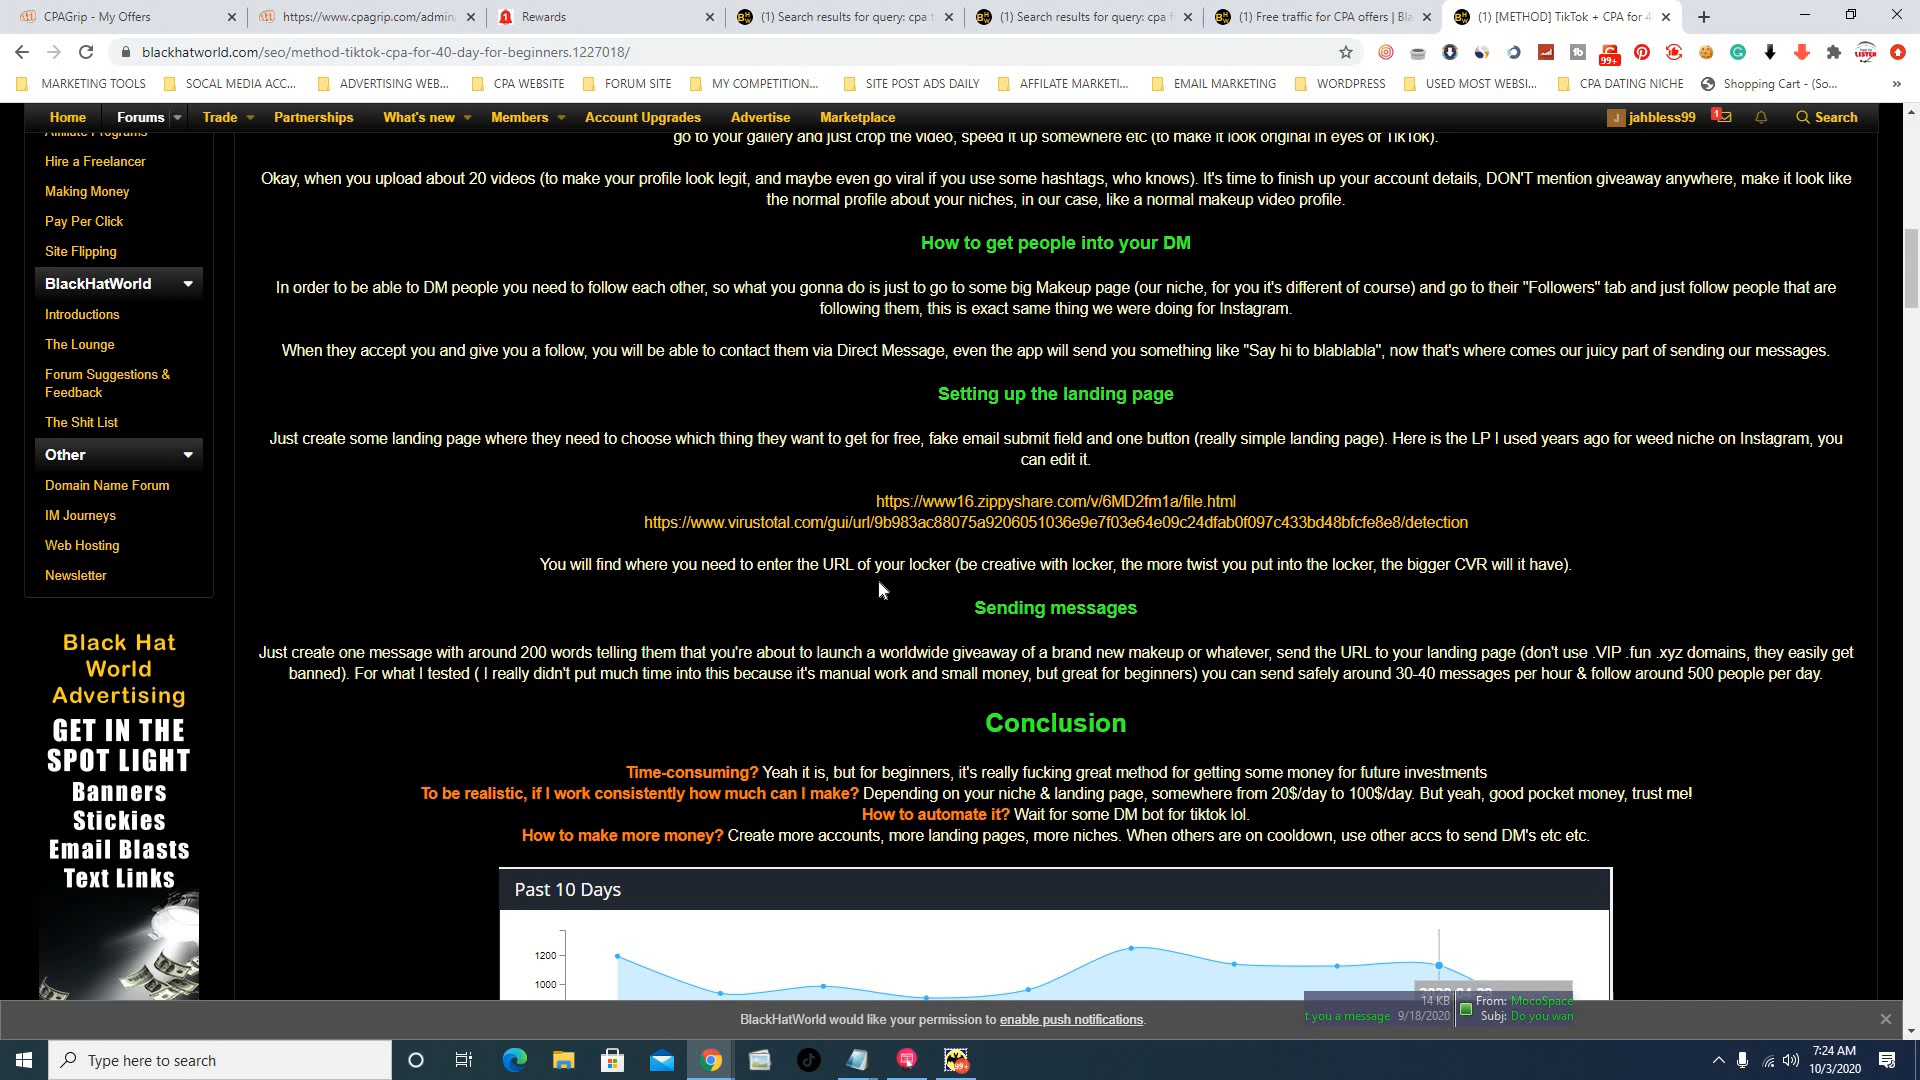 CPAGrip - My Offers
https://www.cpagrip.com/admin
Rewards
(1) Search results for query: cpa t
(1) Search results for query: cpa f
(1) Free traffic for CPA offers | Bla
(1) [METHOD] TikTok + CPA for 4
blackhatworld.com/seo/method-tiktok-cpa-for-40-day-for-beginners.1227018/
99+
MARKETING TOOLS
SOCAL MEDIA ACC...
ADVERTISING WEB...
CPA WEBSITE
FORUM SITE
MY COMPETITION...
SITE POST ADS DAILY
AFFILATE MARKETI...
EMAIL MARKETING
WORDPRESS
USED MOST WEBSI...
CPA DATING NICHE
Shopping Cart - (So...
Home
Forums
Trade
Partnerships
What's new
Members
Account Upgrades
Advertise
Marketplace
J jahbless99
1
Search
Affiliate Programs
Hire a Freelancer
Making Money
Pay Per Click
Site Flipping
BlackHatWorld
Introductions
The Lounge
Forum Suggestions &
Feedback
The Shit List
Other
Domain Name Forum
IM Journeys
Web Hosting
Newsletter
Black Hat
World
Advertising
GET IN THE
SPOT LIGHT
Banners
Stickies
Email Blasts
Text Links
go to your gallery and just crop the video, speed it up somewhere etc (to make it look original in eyes of TikTok).
Okay, when you upload about 20 videos (to make your profile look legit, and maybe even go viral if you use some hashtags, who knows). It's time to finish up your account details, DON'T mention giveaway anywhere, make it look like
the normal profile about your niches, in our case, like a normal makeup video profile.
How to get people into your DM
In order to be able to DM people you need to follow each other, so what you gonna do is just to go to some big Makeup page (our niche, for you it's different of course) and go to their "Followers" tab and just follow people that are
following them, this is exact same thing we were doing for Instagram.
When they accept you and give you a follow, you will be able to contact them via Direct Message, even the app will send you something like "Say hi to blablabla", now that's where comes our juicy part of sending our messages.
Setting up the landing page
Just create some landing page where they need to choose which thing they want to get for free, fake email submit field and one button (really simple landing page). Here is the LP I used years ago for weed niche on Instagram, you
can edit it.
https://www16.zippyshare.com/v/6MD2fm1a/file.html
https://www.virustotal.com/gui/url/9b983ac88075a9206051036e9e7f03e64e09c24dfab0f097c433bd48bfcfe8e8/detection
You will find where you need to enter the URL of your locker (be creative with locker, the more twist you put into the locker, the bigger CVR will it have).
Sending messages
Just create one message with around 200 words telling them that you're about to launch a worldwide giveaway of a brand new makeup or whatever, send the URL to your landing page (don't use .VIP .fun .xyz domains, they easily get
banned). For what I tested ( I really didn't put much time into this because it's manual work and small money, but great for beginners) you can send safely around 30-40 messages per hour & follow around 500 people per day.
Conclusion
Time-consuming? Yeah it is, but for beginners, it's really fucking great method for getting some money for future investments
To be realistic, if I work consistently how much can I make? Depending on your niche & landing page, somewhere from 20$/day to 100$/day. But yeah, good pocket money, trust me!
How to automate it? Wait for some DM bot for tiktok lol.
How to make more money? Create more accounts, more landing pages, more niches. When others are on cooldown, use other accs to send DM's etc etc.
Past 10 Days
1200
1000
BlackHatWorld would like your permission to enable push notifications.
14 KB
t you a message 9/18/2020
From: MocoSpace
Subj: Do you wan
Type here to search
99+
7:24 AM
10/3/2020